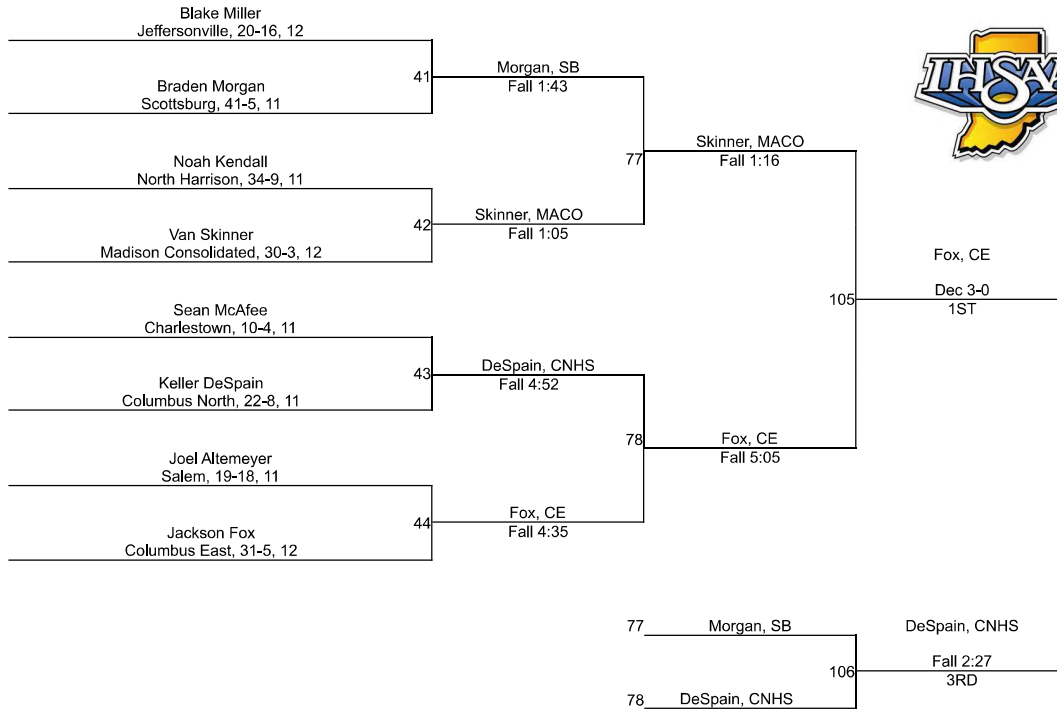 Blake Miller
Jeffersonville, 20-16, 12
41
Braden Morgan
Scottsburg, 41-5, 11
Morgan, SB
Fall 1:43
Noah Kendall
North Harrison, 34-9, 11
42
Van Skinner
Madison Consolidated, 30-3, 12
Skinner, MACO
Fall 1:05
77
Skinner, MACO
Fall 1:16
IHSAA
Sean McAfee
Charlestown, 10-4, 11
43
Keller DeSpain
Columbus North, 22-8, 11
DeSpain, CNHS
Fall 4:52
Joel Altemeyer
Salem, 19-18, 11
44
Jackson Fox
Columbus East, 31-5, 12
Fox, CE
Fall 4:35
78
Fox, CE
Fall 5:05
105
Fox, CE
Dec 3-0
1ST
77
Morgan, SB
78
DeSpain, CNHS
106
DeSpain, CNHS
Fall 2:27
3RD